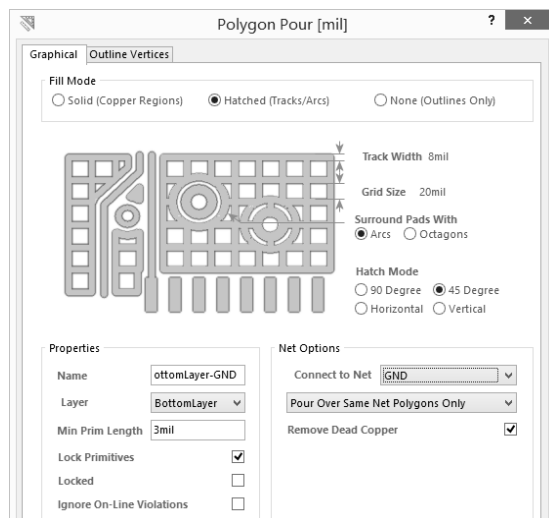 Polygon Pour [mil]
? ×
Graphical Outline Vertices
Fill Mode
Solid (Copper Regions) Hatched (Tracks/Arcs) None (Outlines Only)
Track Width 8mil
Grid Size 20mil
Surround Pads With
Arcs Octagons
Hatch Mode
90 Degree 45 Degree
Horizontal Vertical
Properties
Name ottomLayer-GND
Layer BottomLayer
Min Prim Length 3mil
Lock Primitives
Locked
Ignore On-Line Violations
Net Options
Connect to Net GND
Pour Over Same Net Polygons Only
Remove Dead Copper